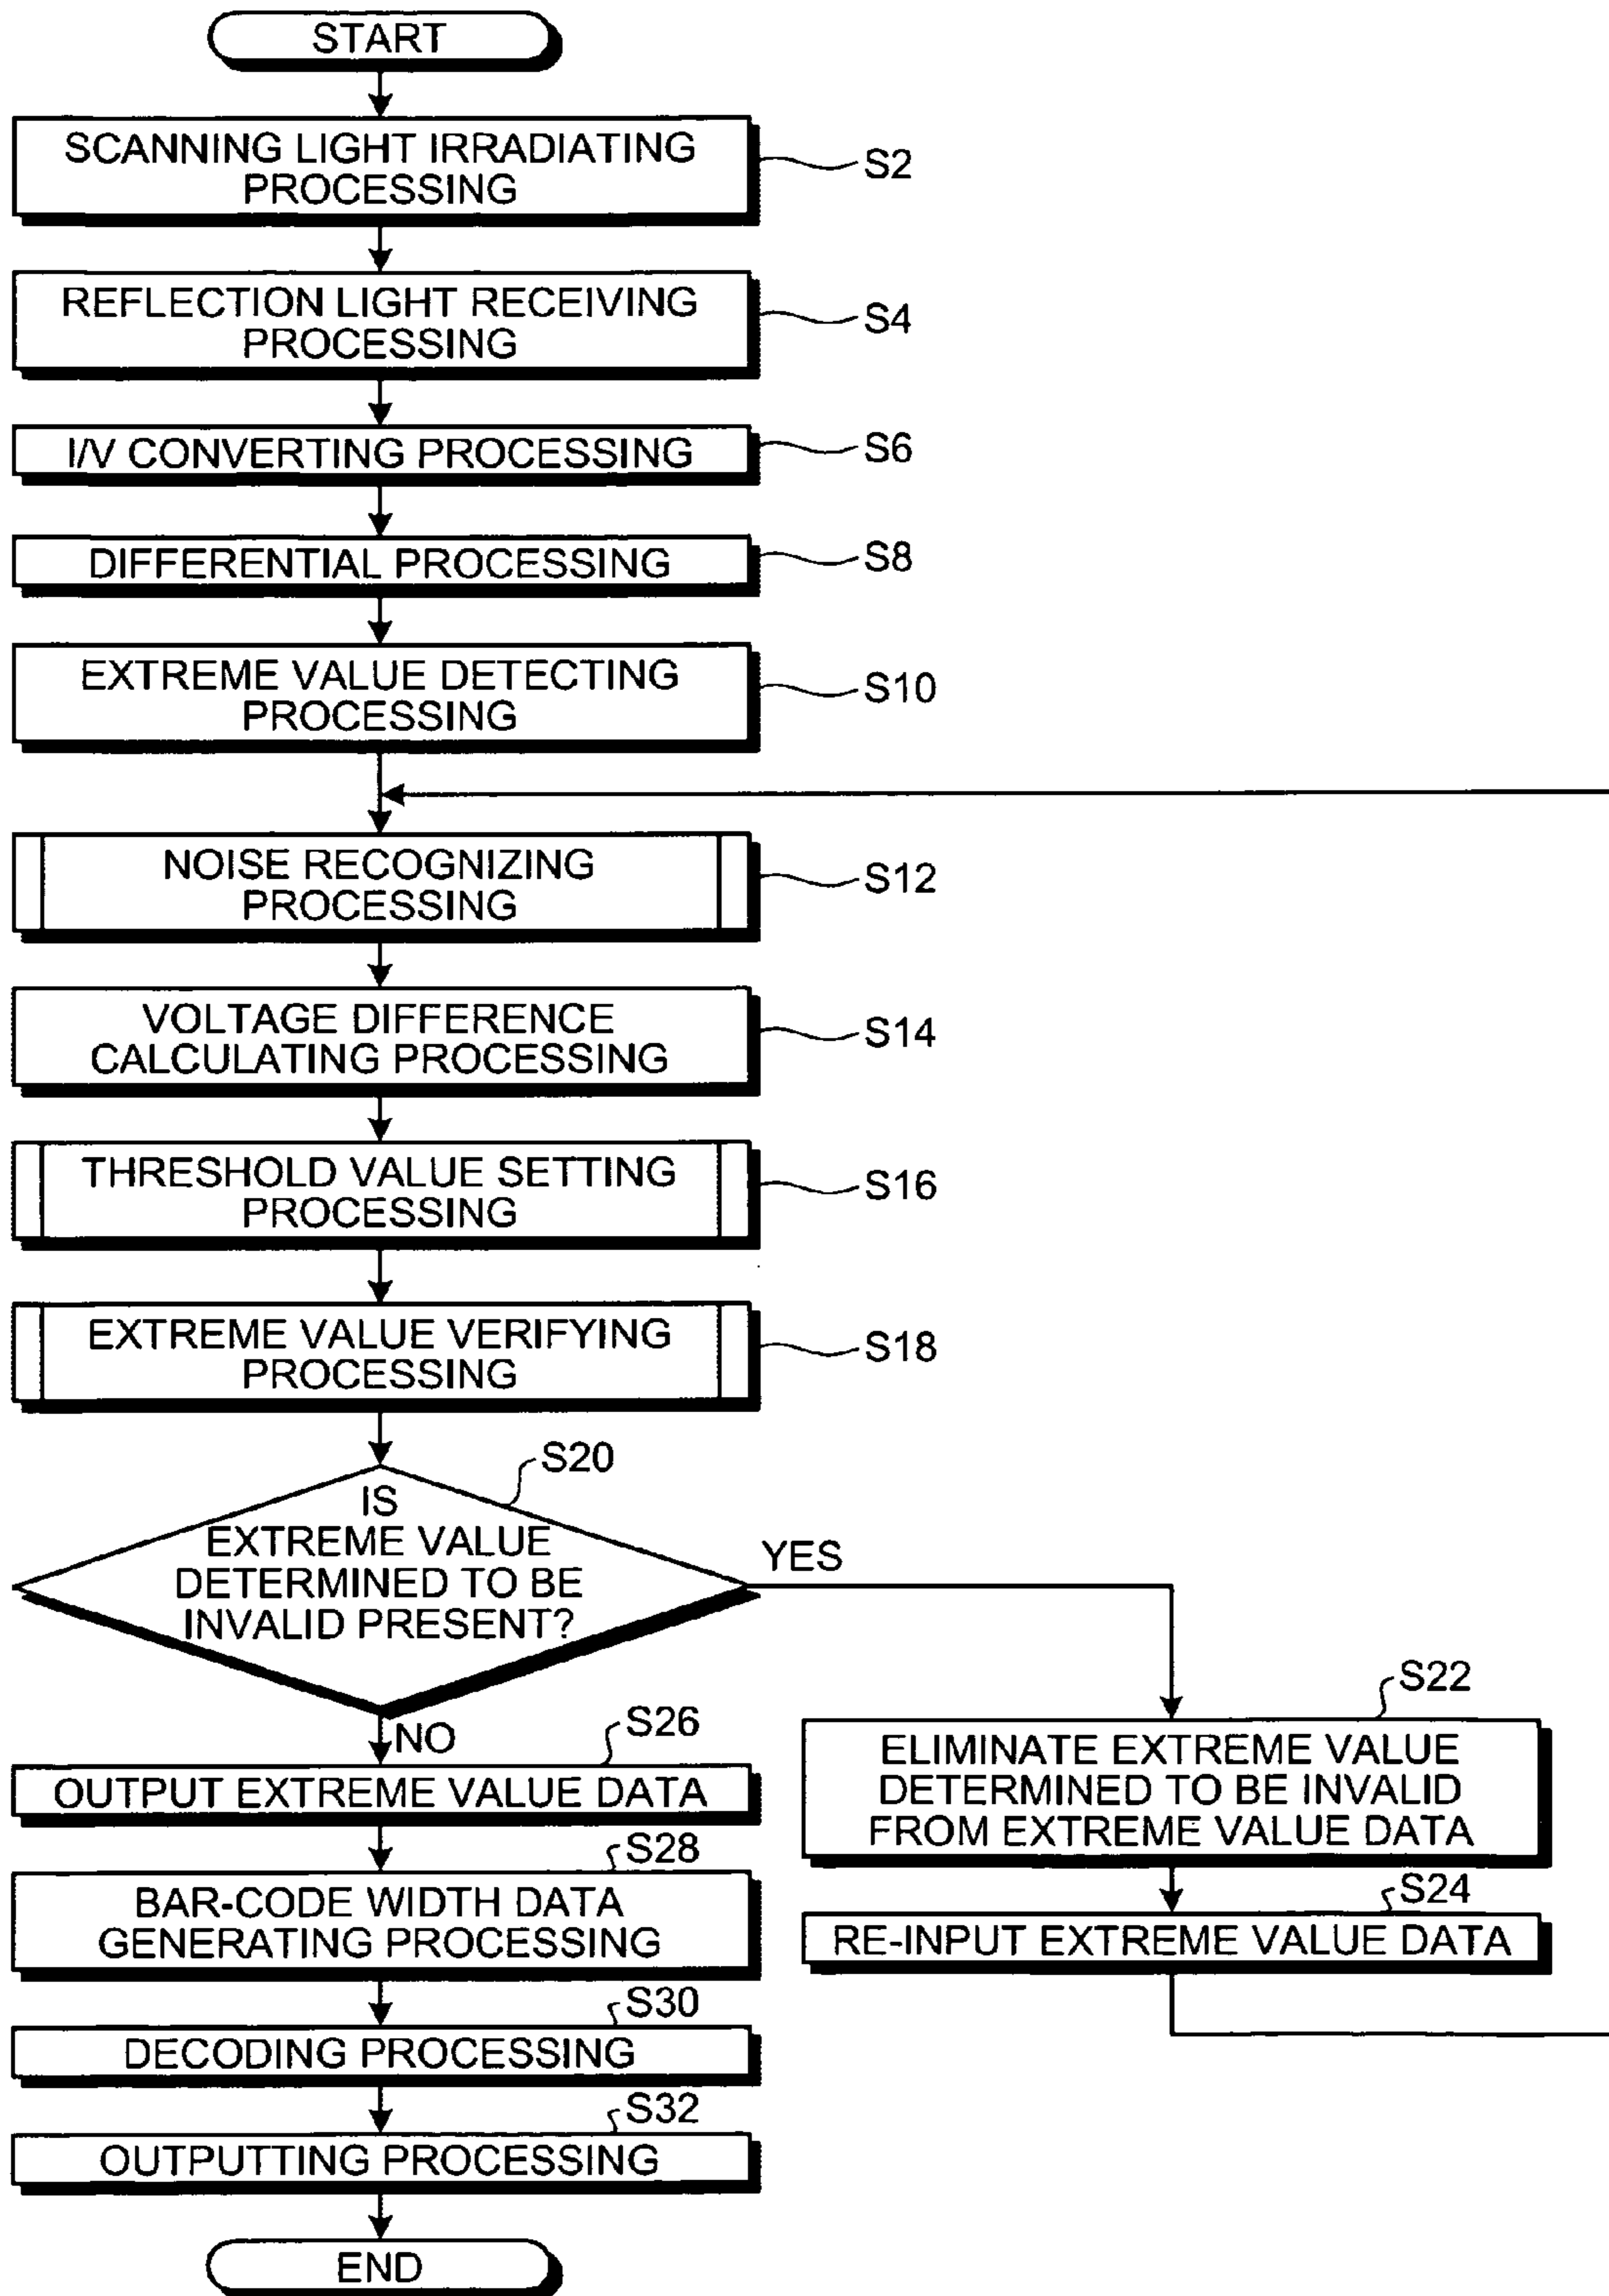 START
SCANNING LIGHT IRRADIATING
PROCESSING
S2
REFLECTION LIGHT RECEIVING
PROCESSING
S4
I/V CONVERTING PROCESSING
S6
DIFFERENTIAL PROCESSING
S8
EXTREME VALUE DETECTING
PROCESSING
S10
NOISE RECOGNIZING
PROCESSING
S12
VOLTAGE DIFFERENCE
CALCULATING PROCESSING
S14
THRESHOLD VALUE SETTING
PROCESSING
S16
EXTREME VALUE VERIFYING
PROCESSING
S18
S20
IS
EXTREME VALUE
DETERMINED TO BE
INVALID PRESENT?
YES
NO
S22
ELIMINATE EXTREME VALUE
DETERMINED TO BE INVALID
FROM EXTREME VALUE DATA
S24
RE-INPUT EXTREME VALUE DATA
S26
OUTPUT EXTREME VALUE DATA
S28
BAR-CODE WIDTH DATA
GENERATING PROCESSING
S30
DECODING PROCESSING
S32
OUTPUTTING PROCESSING
END